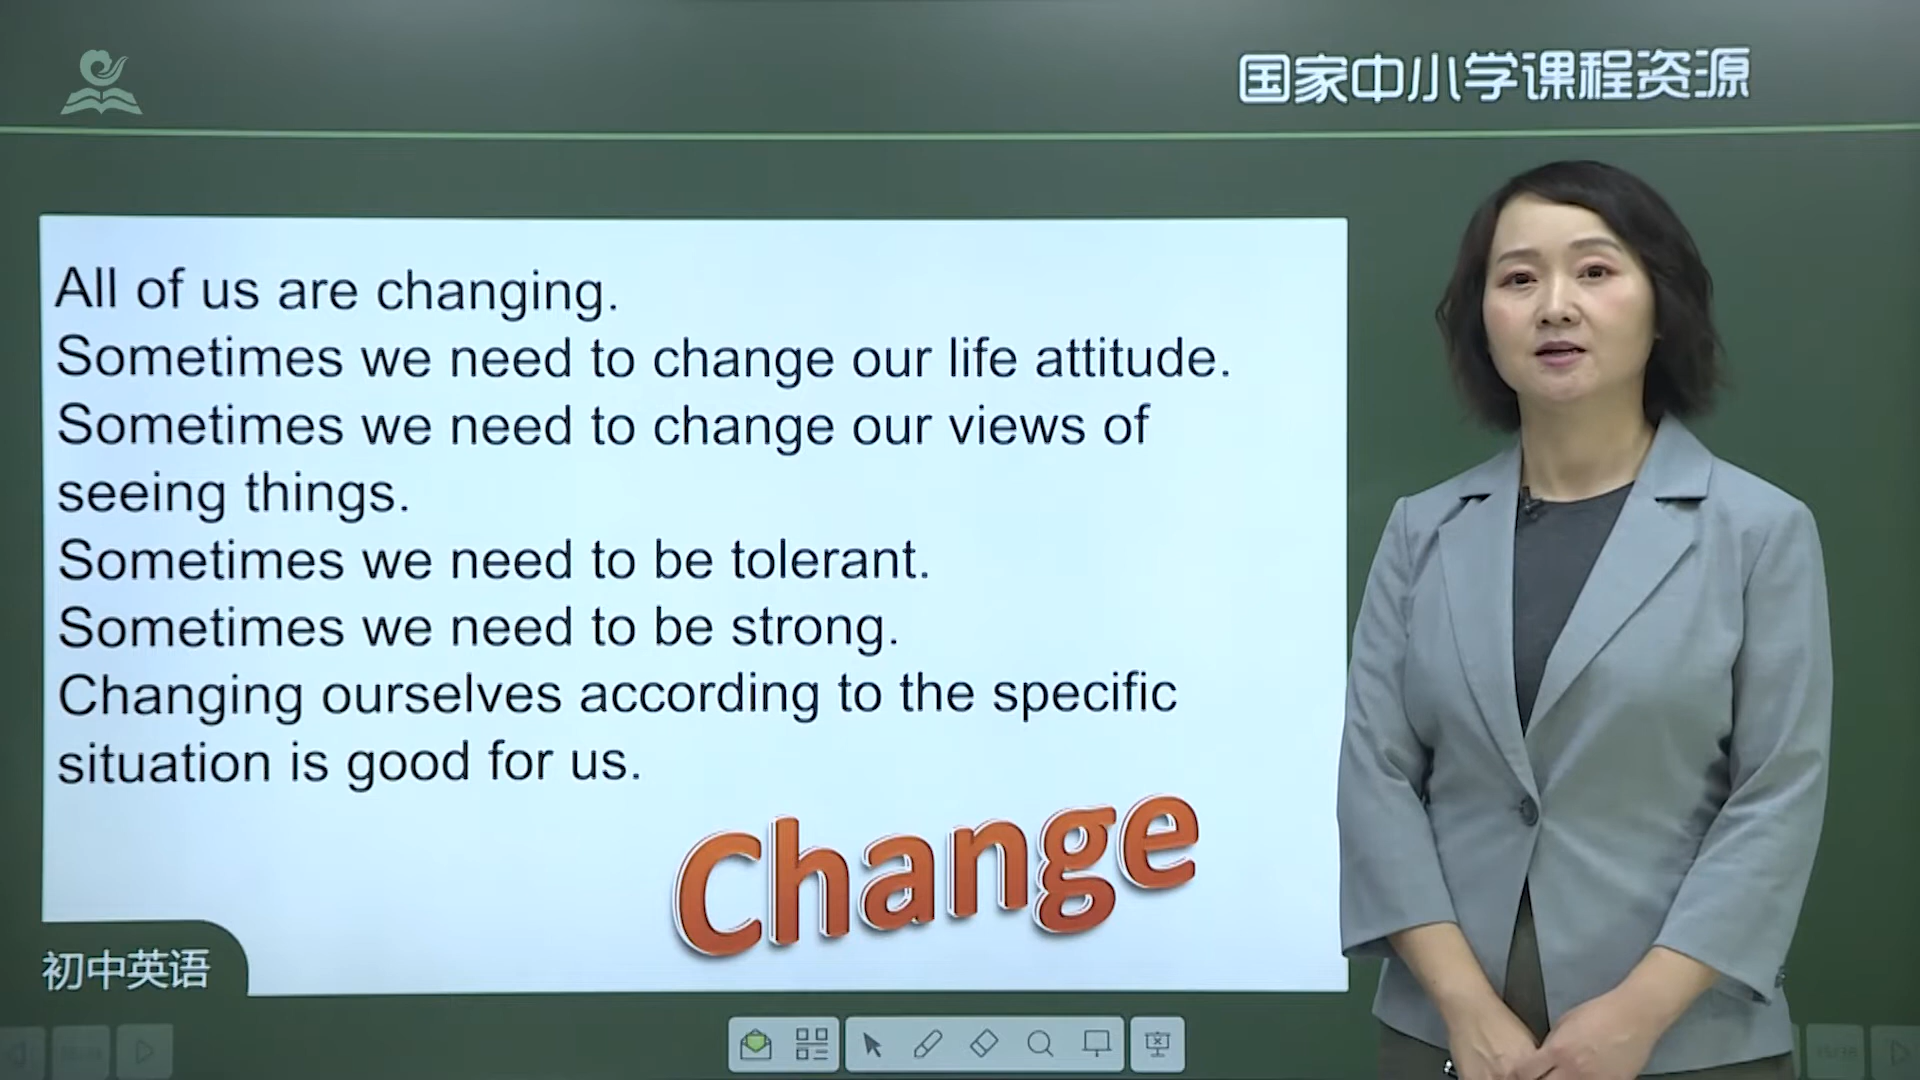 国家中小学课程资源
All of us are changing.
Sometimes we need to change our life attitude.
Sometimes we need to change our views of
seeing things.
Sometimes we need to be tolerant.
Sometimes we need to be strong.
Changing ourselves according to the specific
situation is good for us.
Change
初中英语